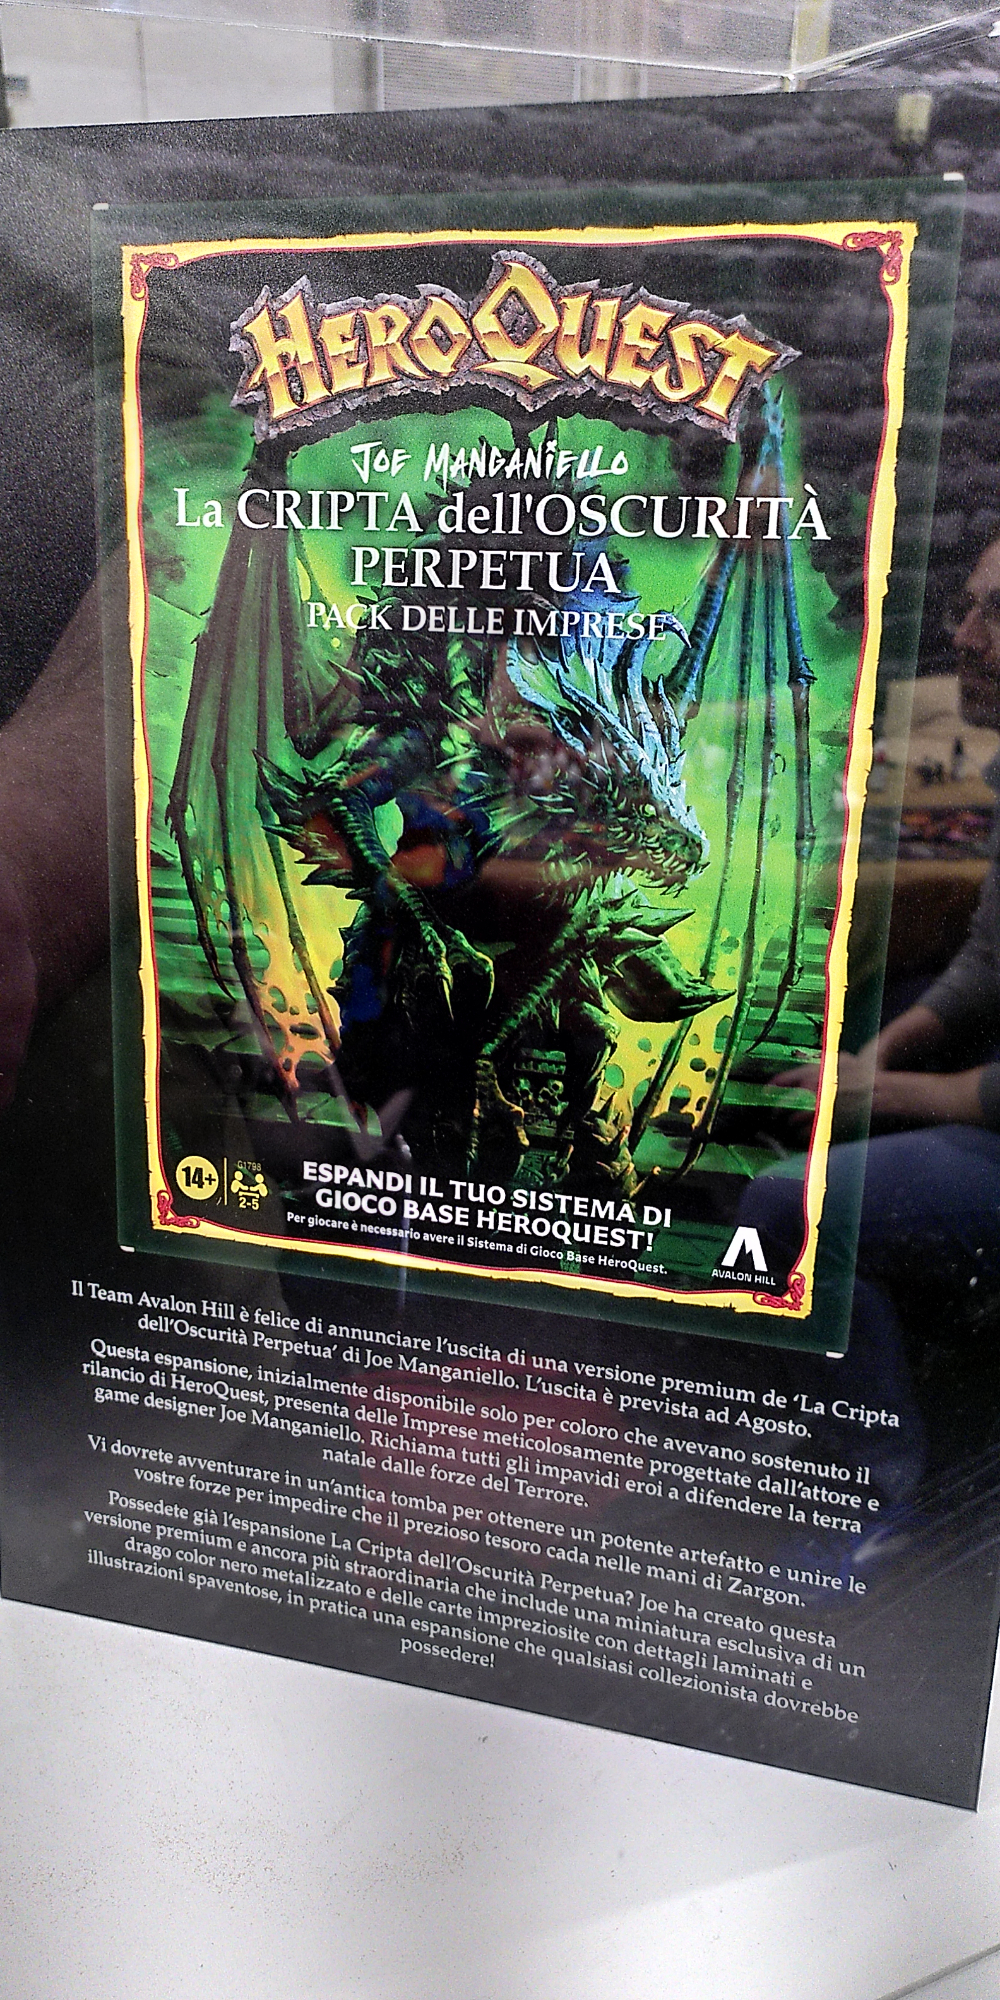 HEROQUEST
JOE MANGANIELLO
La CRIPTA dell'OSCURITÀ
PERPETUA
PACK DELLE IMPRESE
14+
G1798
2-5
ESPANDI IL TUO SISTEMA DI
GIOCO BASE HEROQUEST!
Per giocare è necessario avere il Sistema di Gioco Base HeroQuest.
AVALON HILL
Il Team Avalon Hill è felice di annunciare l'uscita di una versione premium de 'La Cripta
dell'Oscurità Perpetua' di Joe Manganiello. L'uscita è prevista ad Agosto.
Questa espansione, inizialmente disponibile solo per coloro che avevano sostenuto il
rilancio di HeroQuest, presenta delle Imprese meticolosamente progettate dall'attore e
game designer Joe Manganiello. Richiama tutti gli impavidi eroi a difendere la terra
natale dalle forze del Terrore.
Vi dovrete avventurare in un'antica tomba per ottenere un potente artefatto e unire le
vostre forze per impedire che il prezioso tesoro cada nelle mani di Zargon.
Possedete già l'espansione La Cripta dell'Oscurità Perpetua? Joe ha creato questa
versione premium e ancora più straordinaria che include una miniatura esclusiva di un
drago color nero metalizzato e delle carte impreziosite con dettagli laminati e
illustrazioni spaventose, in pratica una espansione che qualsiasi collezionista dovrebbe
possedere!